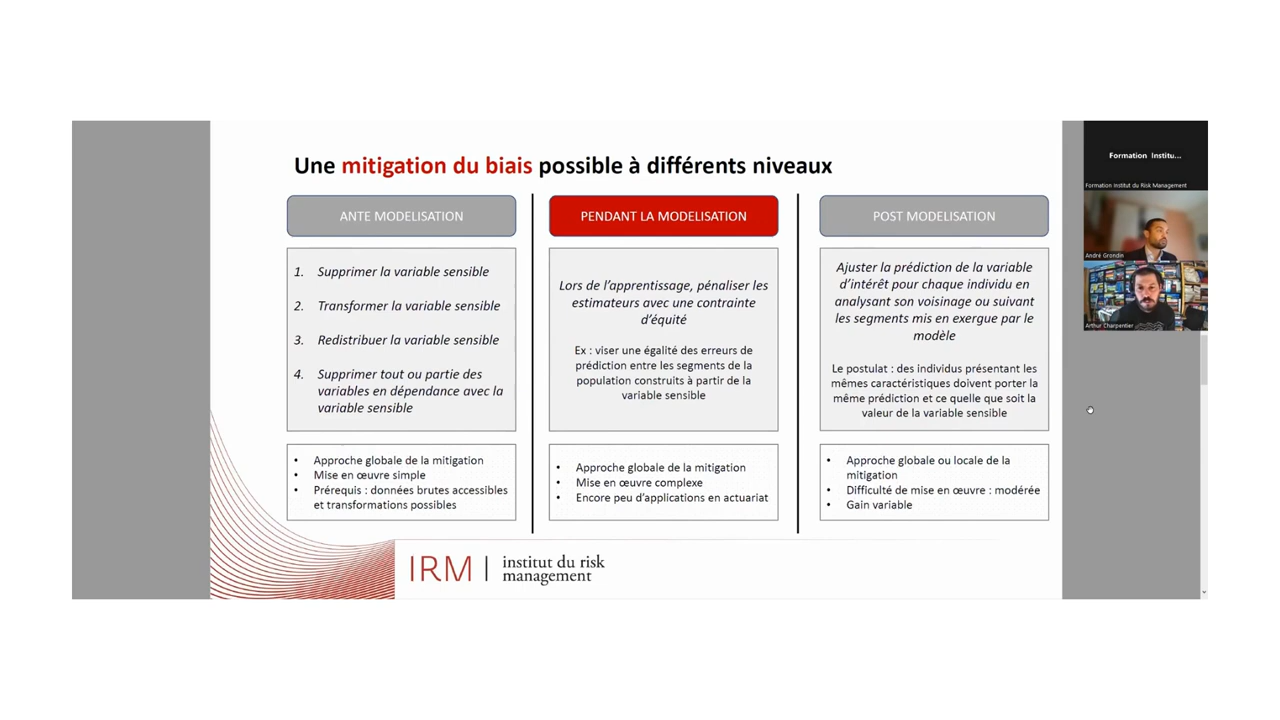 Une mitigation du biais possible à différents niveaux
ANTE MODELISATION
1. Supprimer la variable sensible
2. Transformer la variable sensible
3. Redistribuer la variable sensible
4. Supprimer tout ou partie des
variables en dépendance avec la
variable sensible
• Approche globale de la mitigation
• Mise en œuvre simple
• Prérequis : données brutes accessibles
et transformations possibles
PENDANT LA MODELISATION
Lors de l'apprentissage, pénaliser les
estimateurs avec une contrainte
d'équité
Ex : viser une égalité des erreurs de
prédiction entre les segments de la
population construits à partir de la
variable sensible
• Approche globale de la mitigation
• Mise en œuvre complexe
• Encore peu d'applications en actuariat
POST MODELISATION
Ajuster la prédiction de la variable
d'intérêt pour chaque individu en
analysant son voisinage ou suivant
les segments mis en exergue par le
modèle
Le postulat : des individus présentant les
mêmes caractéristiques doivent porter la
même prédiction et ce quelle que soit la
valeur de la variable sensible
• Approche globale ou locale de la
mitigation
• Difficulté de mise en œuvre : modérée
• Gain variable
IRM | institut du risk
management
Formation Institu...
Formation Institut du Risk Management
André Grondin
Arthur Charpentier